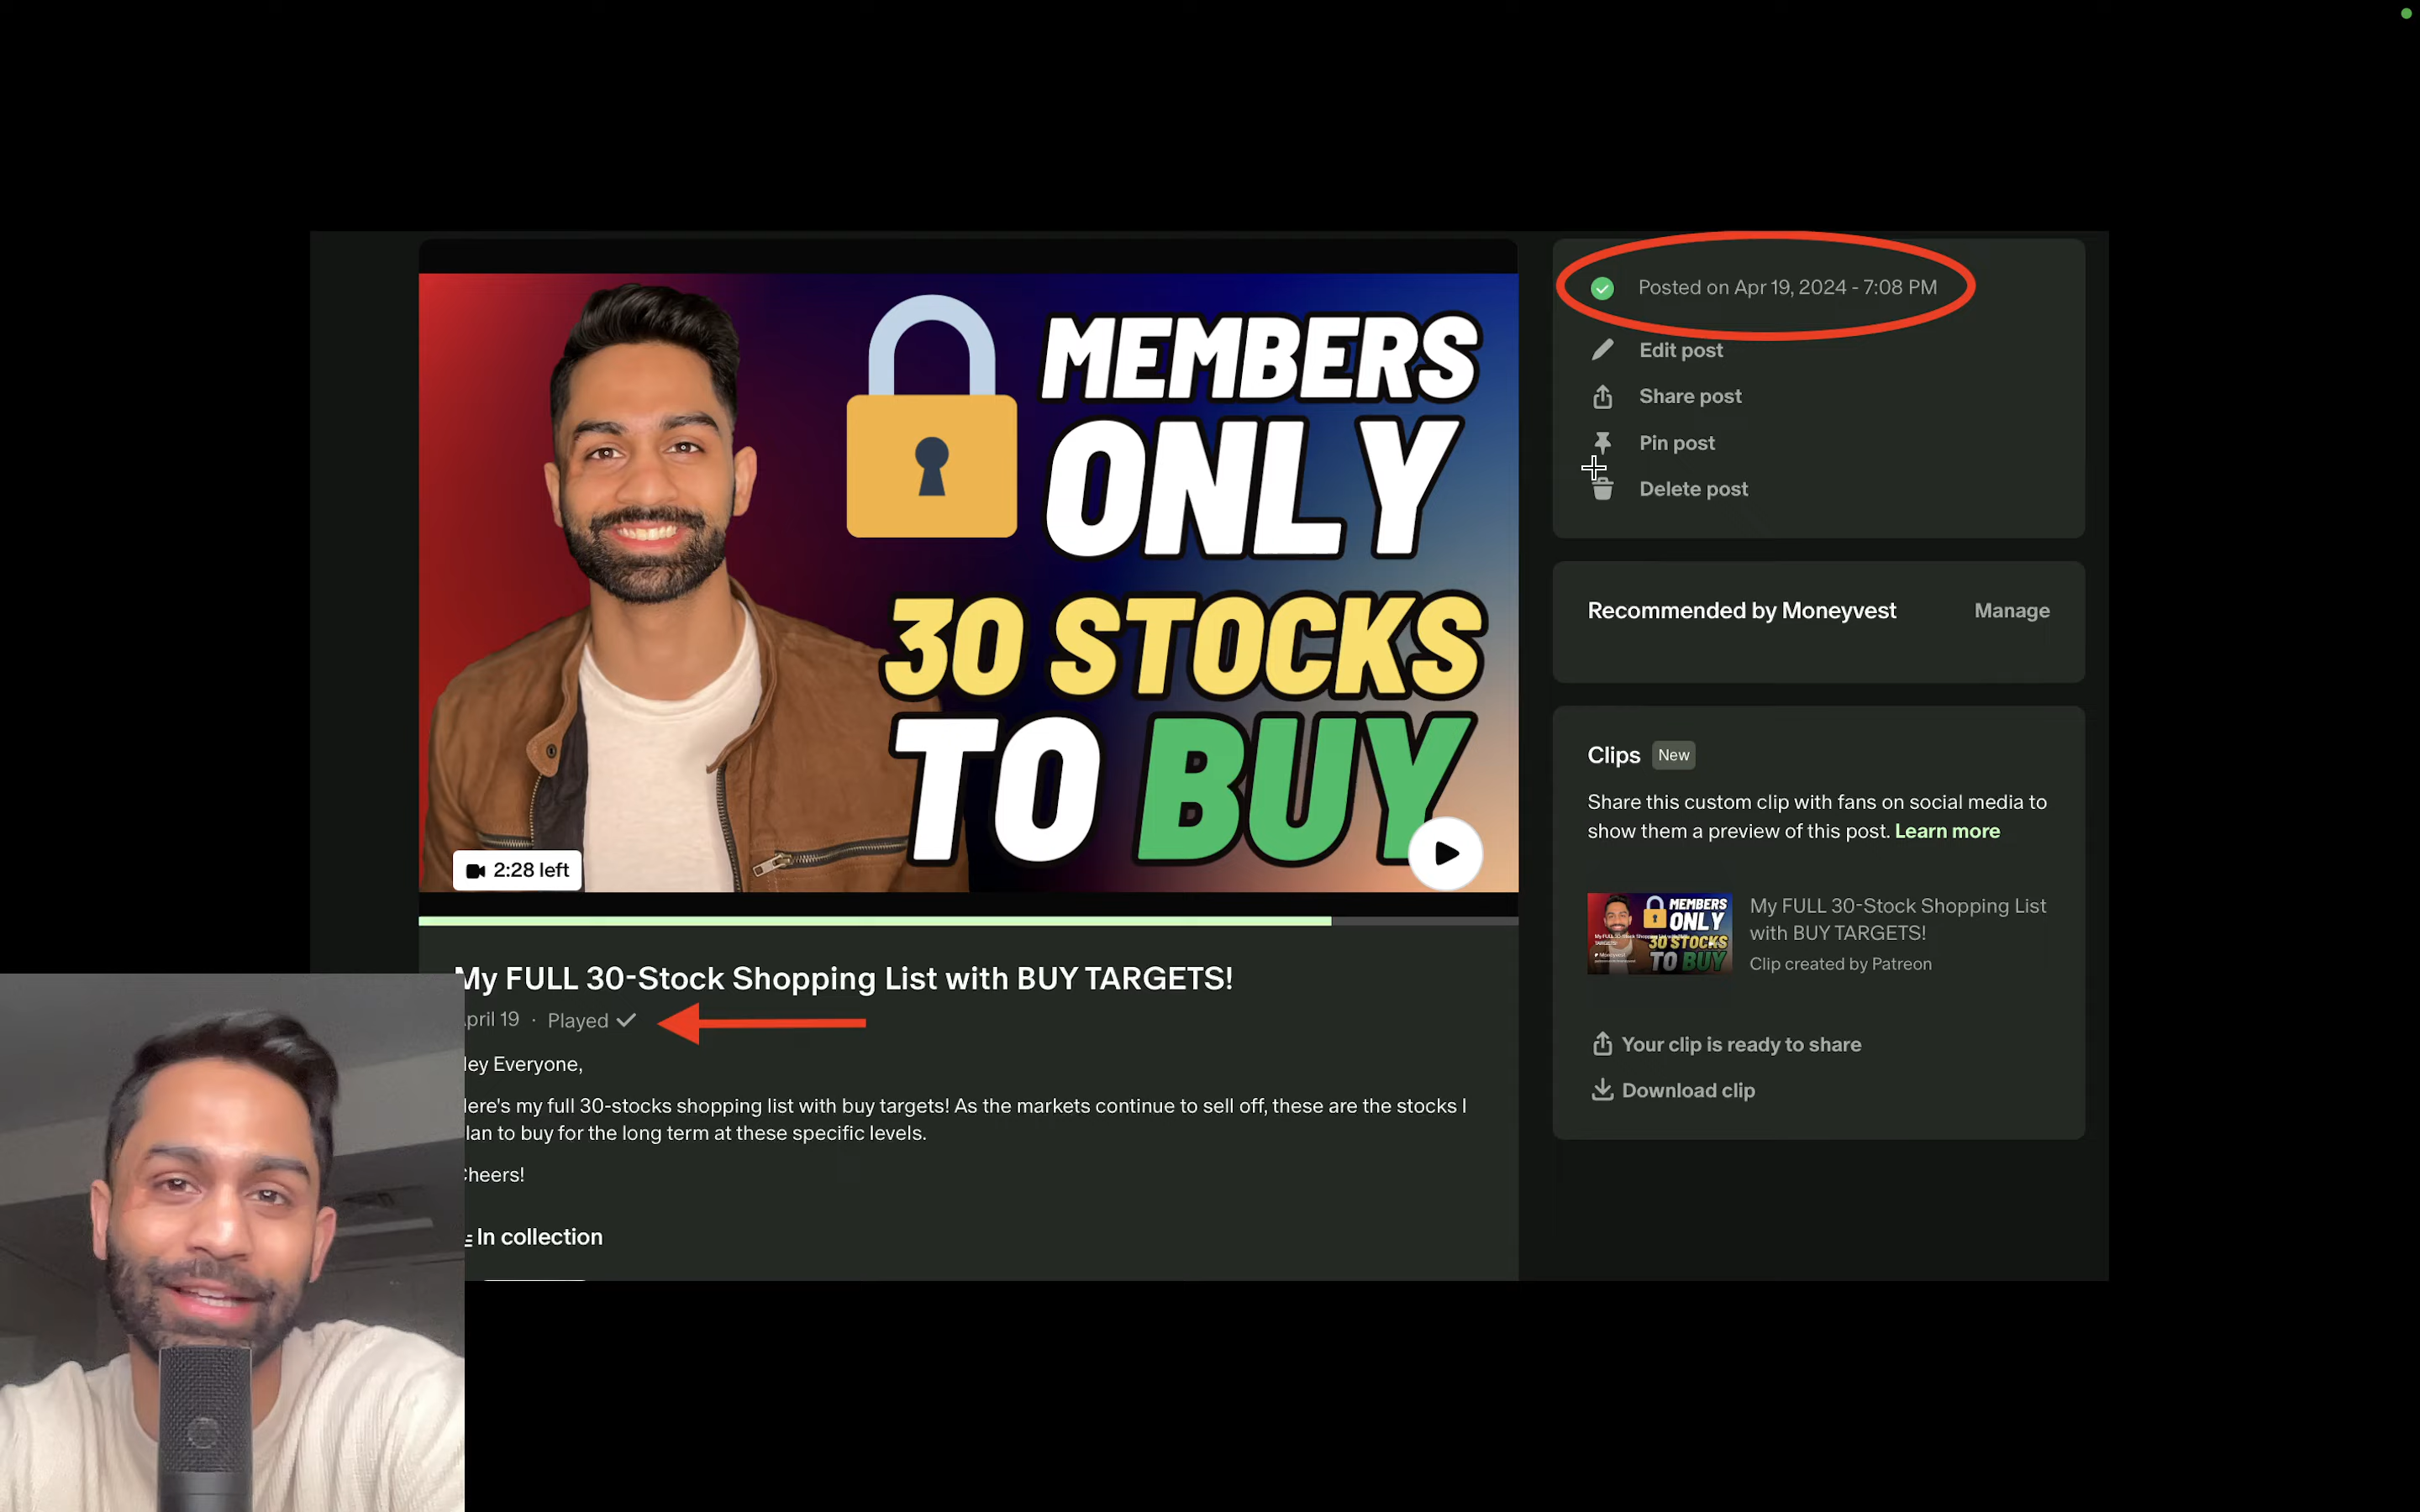 MEMBERS
ONLY
30 STOCKS
TO BUY
2:28 left
My FULL 30-Stock Shopping List with BUY TARGETS!
pril 19 · Played
ey Everyone,
ere's my full 30-stocks shopping list with buy targets! As the markets continue to sell off, these are the stocks I
lan to buy for the long term at these specific levels.
heers!
In collection
Posted on Apr 19, 2024 - 7:08 PM
Edit post
Share post
Pin post
Delete post
Recommended by Moneyvest
Manage
Clips
New
Share this custom clip with fans on social media to
show them a preview of this post. Learn more
MEMBERS
ONLY
30 STOCKS
TO BUY
My FULL 30-Stock Shopping List
with BUY TARGETS!
Clip created by Patreon
Your clip is ready to share
Download clip